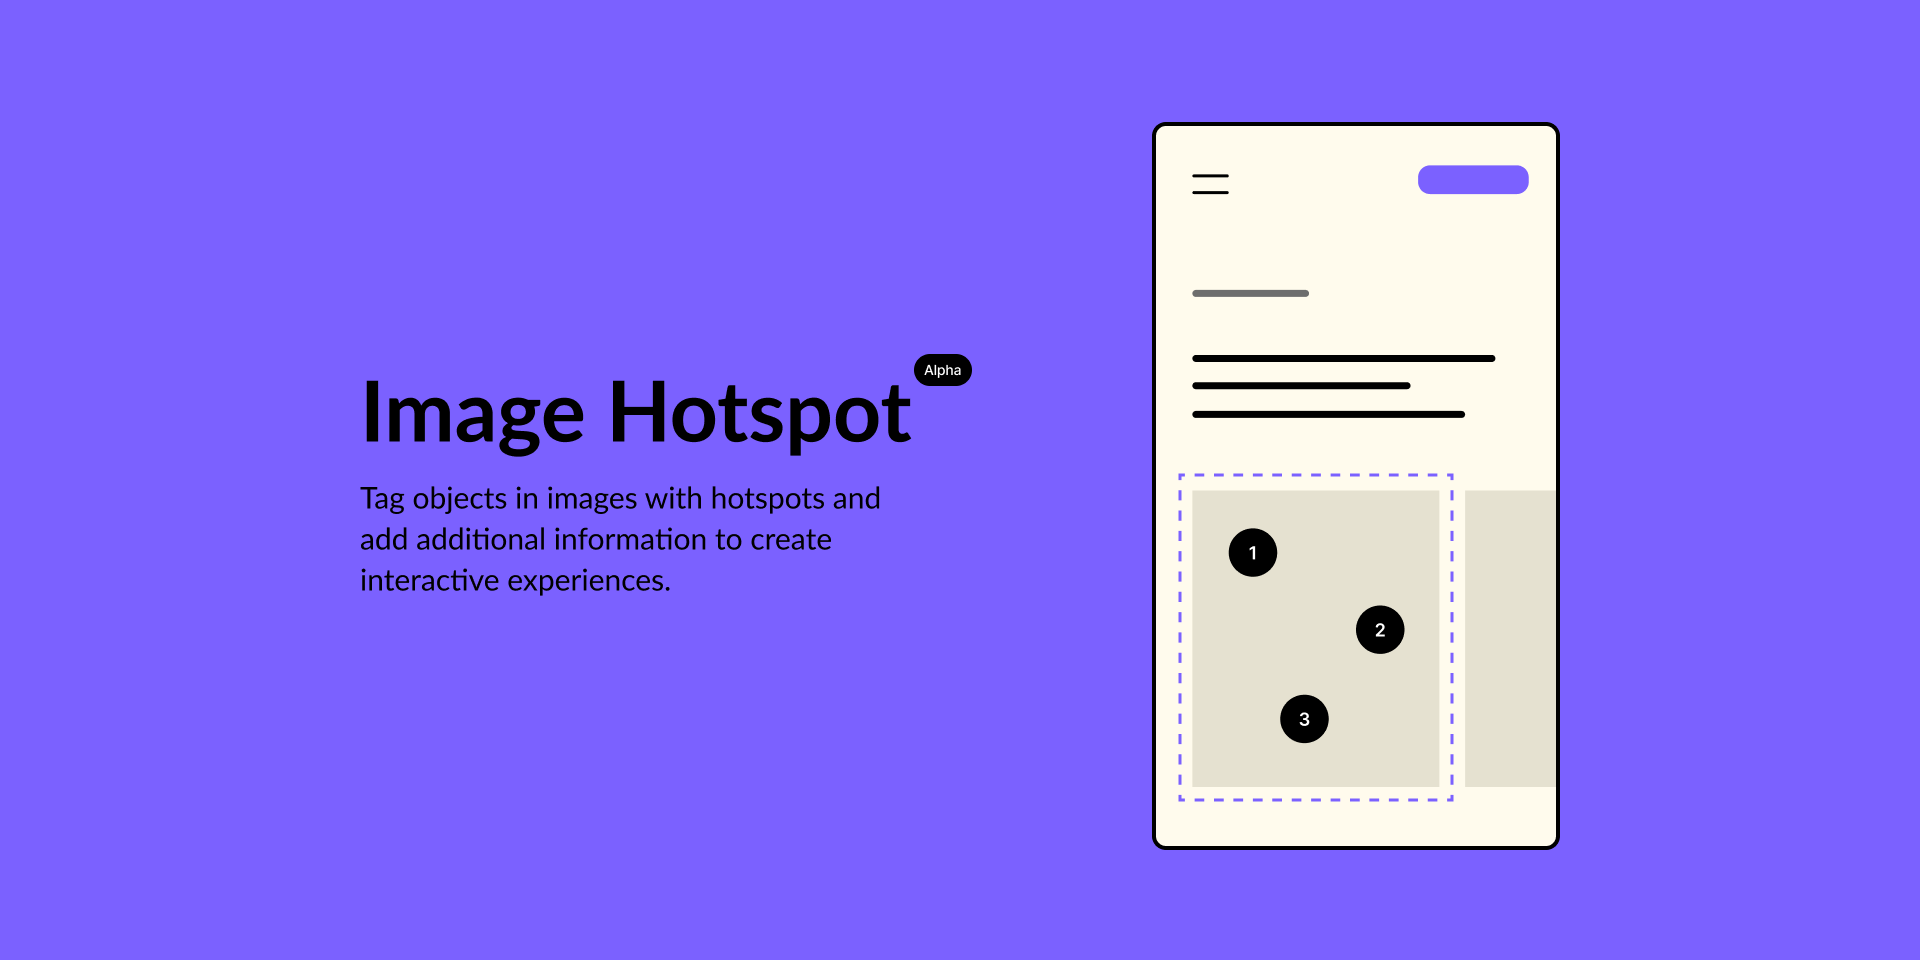 Image Hotspot
Alpha
Tag objects in images with hotspots and
add additional information to create
interactive experiences.
1
2
3